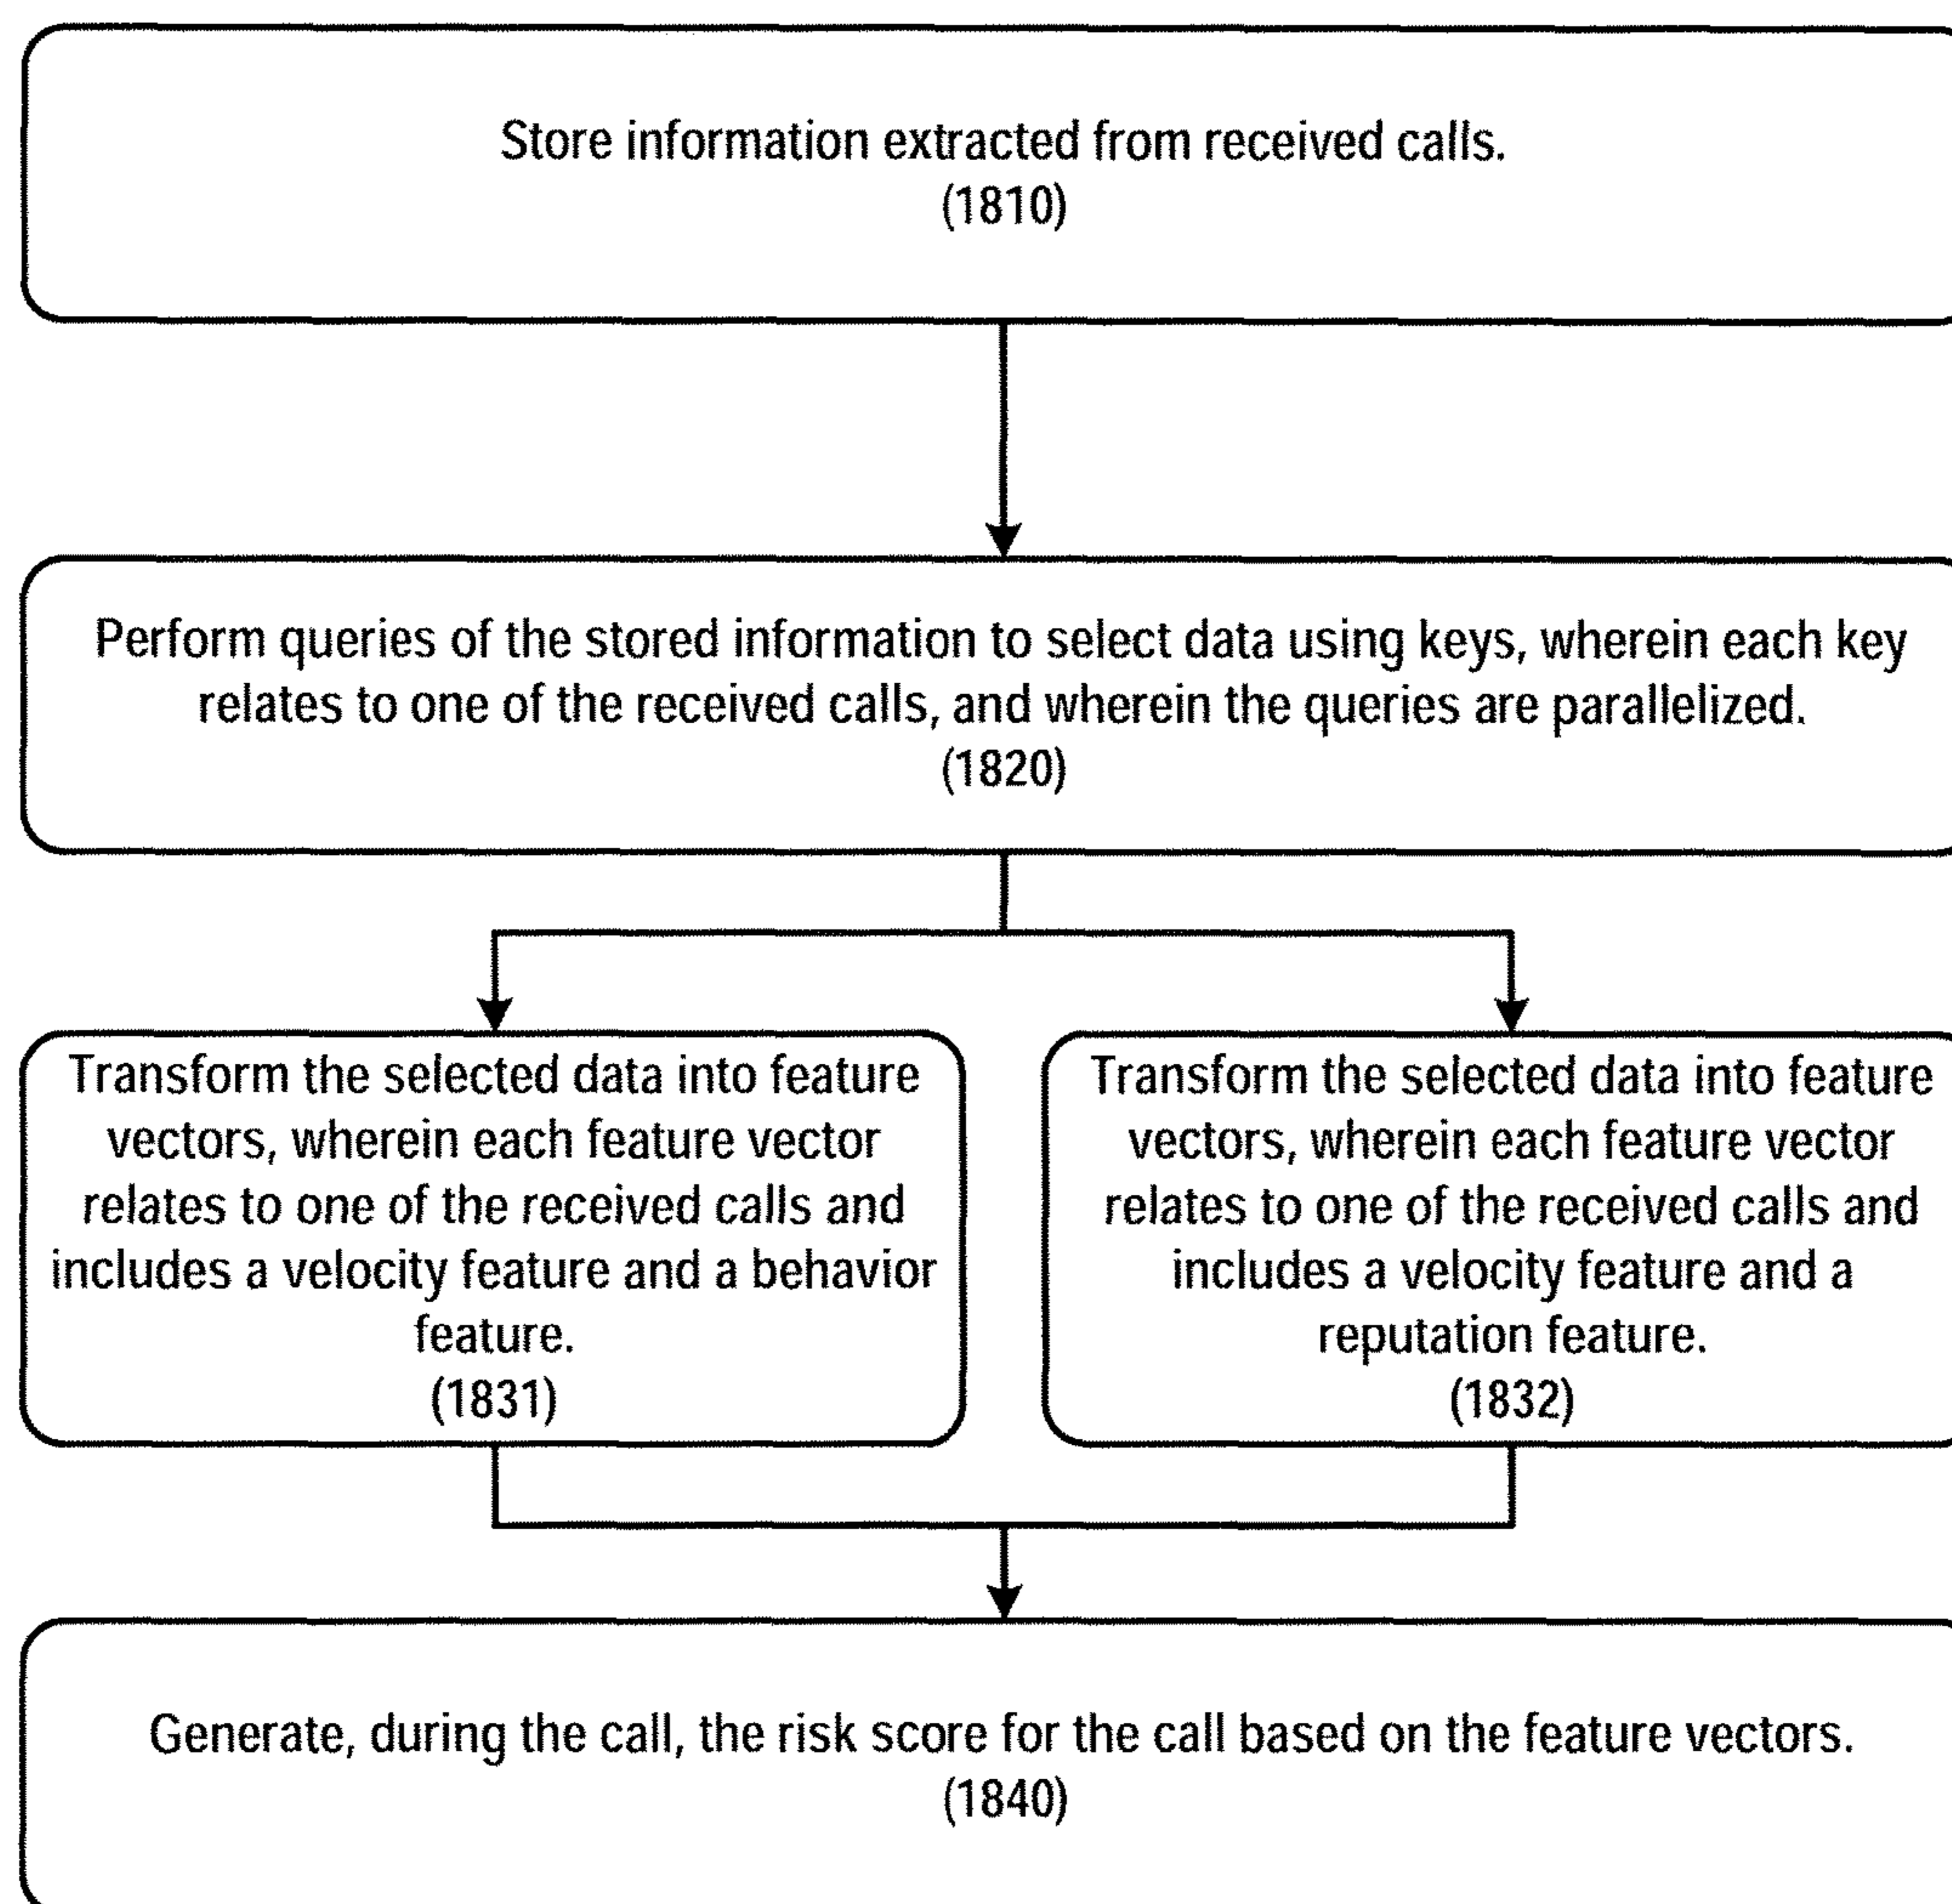 Store information extracted from received calls.
(1810)
Perform queries of the stored information to select data using keys, wherein each key
relates to one of the received calls, and wherein the queries are parallelized.
(1820)
Transform the selected data into feature
vectors, wherein each feature vector
relates to one of the received calls and
includes a velocity feature and a behavior
feature.
(1831)
Transform the selected data into feature
vectors, wherein each feature vector
relates to one of the received calls and
includes a velocity feature and a
reputation feature.
(1832)
Generate, during the call, the risk score for the call based on the feature vectors.
(1840)